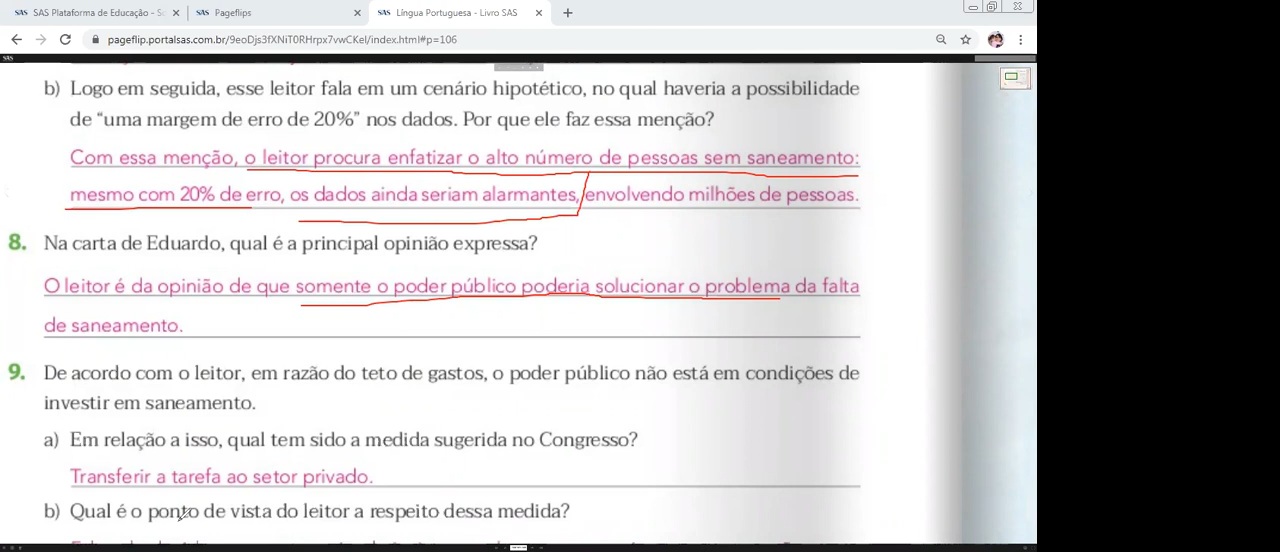 SAS SAS Plataforma de Educação - So
SAS Pageflips
SAS Língua Portuguesa - Livro SAS
pageflip.portalsas.com.br/9eoDjs3fXNiT0RHrpx7vwCKel/index.html#p=106
SAS
b) Logo em seguida, esse leitor fala em um cenário hipotético, no qual haveria a possibilidade
de “uma margem de erro de 20%” nos dados. Por que ele faz essa menção?
Com essa menção, o leitor procura enfatizar o alto número de pessoas sem saneamento:
mesmo com 20% de erro, os dados ainda seriam alarmantes, envolvendo milhões de pessoas.
8. Na carta de Eduardo, qual é a principal opinião expressa?
O leitor é da opinião de que somente o poder público poderia solucionar o problema da falta
de saneamento.
9. De acordo com o leitor, em razão do teto de gastos, o poder público não está em condições de
investir em saneamento.
a) Em relação a isso, qual tem sido a medida sugerida no Congresso?
Transferir a tarefa ao setor privado.
b) Qual é o ponto de vista do leitor a respeito dessa medida?